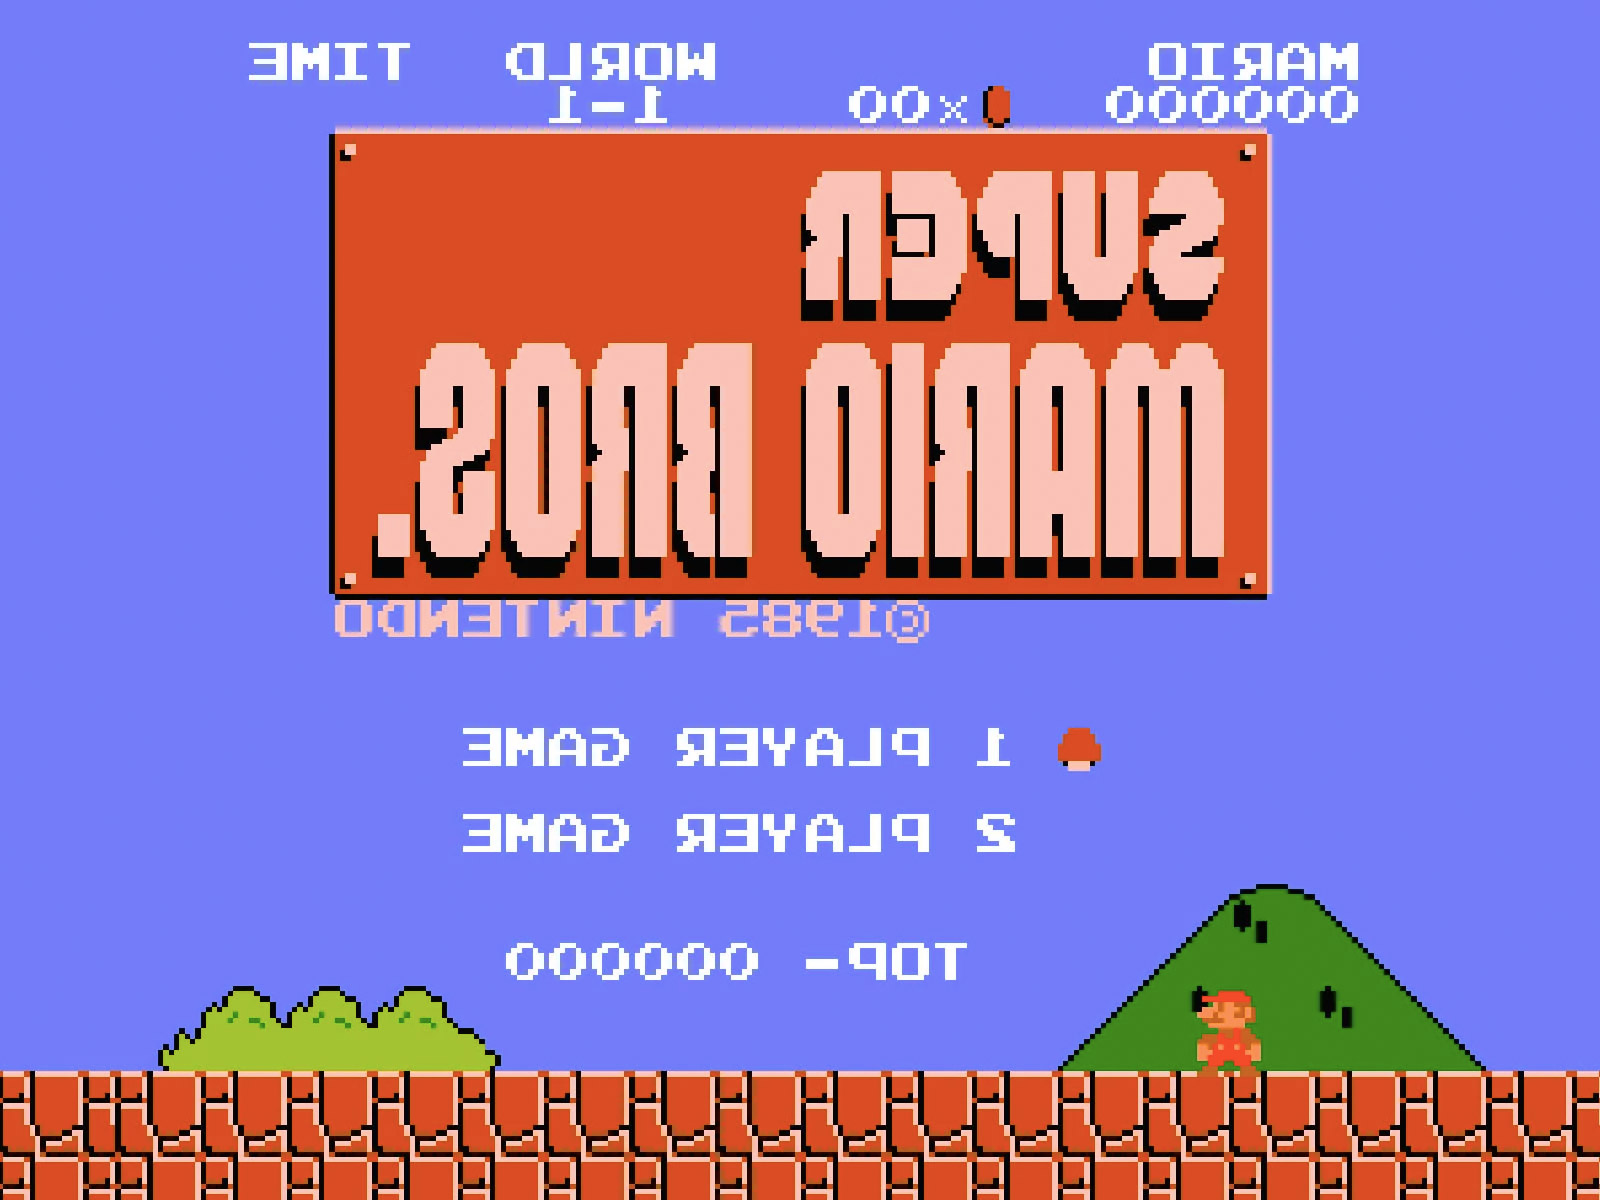 MARIO WORLD TIME
000000 x00 1-1
SUPER
MARIO BROS.
©1985 NINTENDO
1 PLAYER GAME
2 PLAYER GAME
TOP- 000000